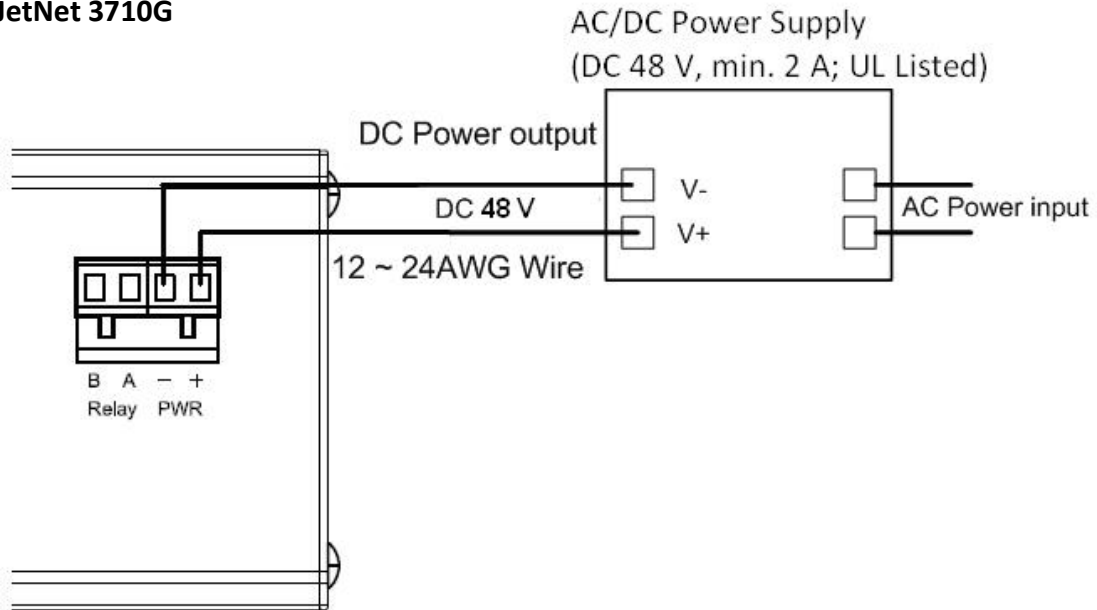 JetNet 3710G
AC/DC Power Supply
(DC 48 V, min. 2 A; UL Listed)
DC Power output
V-
DC 48 V
AC Power input
V+
12 ~ 24AWG Wire
B A − +
Relay PWR